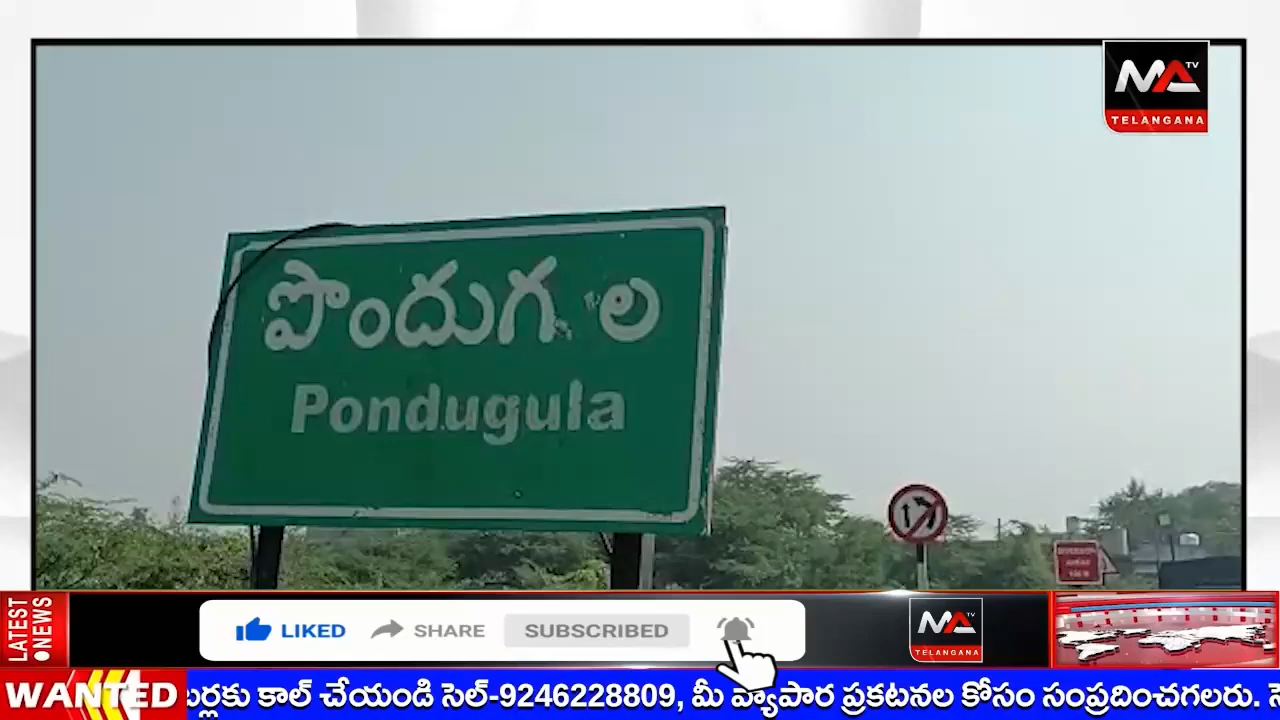 MA TV
TELANGANA
పొందుగల
Pondugula
LATEST NEWS
LIKED SHARE SUBSCRIBED
MA TV
TELANGANA
WANTED
కాల్ చేయండి సెల్-9246228809, మీ వ్యాపార ప్రకటనల కోసం సంప్రదించగలరు.